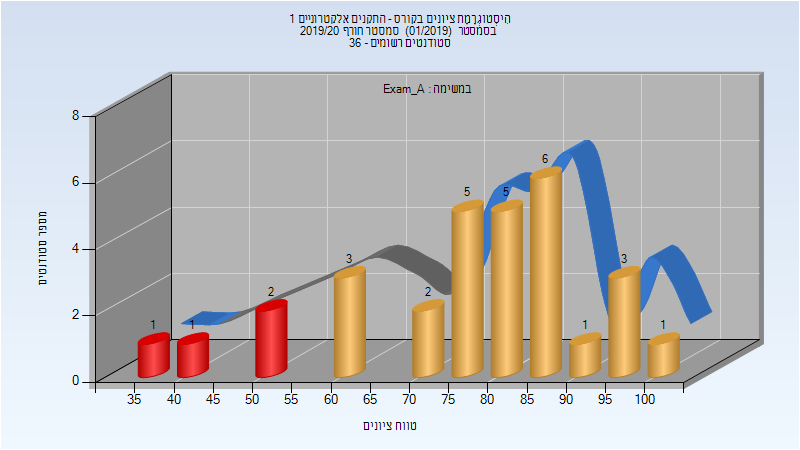 היסטוגרמת ציונים בקורס - התקנים אלקטרוניים 1
בסמסטר (01/2019) סמסטר חורף 2019/20
סטודנטים רשומים - 36
במשימה : Exam_A
מספר סטודנטים
8
6
4
2
0
1
1
2
3
2
5
5
6
1
3
1
35 40 45 50 55 60 65 70 75 80 85 90 95 100
טווח ציונים